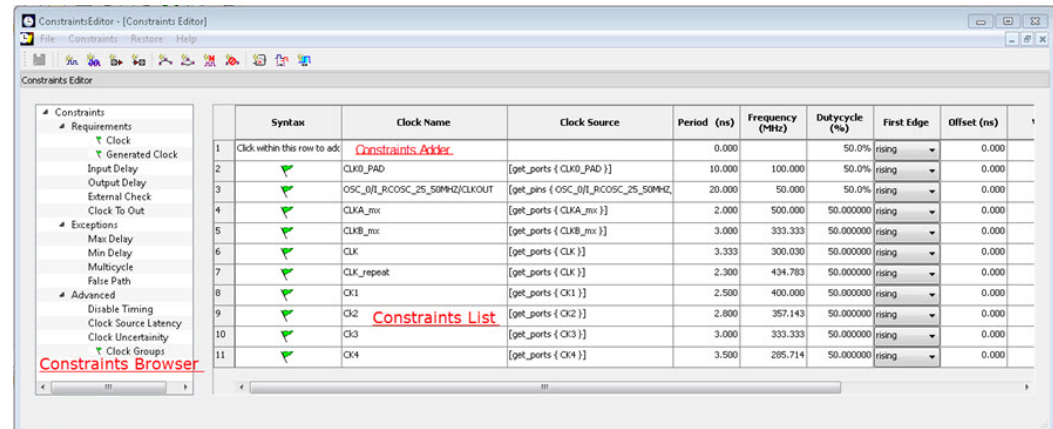 ConstraintsEditor - [Constraints Editor]
File Constraints Restore Help
Constraints Editor
Constraints
Requirements
Clock
Generated Clock
Input Delay
Output Delay
External Check
Clock To Out
Exceptions
Max Delay
Min Delay
Multicycle
False Path
Advanced
Disable Timing
Clock Source Latency
Clock Uncertainity
Clock Groups
Constraints Browser
Syntax Clock Name Clock Source Period (ns) Frequency (MHz) Dutycycle (%) First Edge Offset (ns)
1 Click within this row to add Constraints Adder 0.000 50.0% rising 0.000
2 CLK0_PAD [get_ports { CLK0_PAD }] 10.000 100.000 50.0% rising 0.000
3 OSC_0/I_RCOSC_25_50MHZ/CLKOUT [get_pins { OSC_0/I_RCOSC_25_50MHZ_ 20.000 50.000 50.0% rising 0.000
4 CLKA_mx [get_ports { CLKA_mx }] 2.000 500.000 50.000000 rising 0.000
5 CLKB_mx [get_ports { CLKB_mx }] 3.000 333.333 50.000000 rising 0.000
6 CLK [get_ports { CLK }] 3.333 300.030 50.000000 rising 0.000
7 CLK_repeat [get_ports { CLK }] 2.300 434.783 50.000000 rising 0.000
8 CK1 [get_ports { CK1 }] 2.500 400.000 50.000000 rising 0.000
9 Ck2 Constraints List [get_ports { CK2 }] 2.800 357.143 50.000000 rising 0.000
10 Ck3 [get_ports { CK3 }] 3.000 333.333 50.000000 rising 0.000
11 CK4 [get_ports { CK4 }] 3.500 285.714 50.000000 rising 0.000